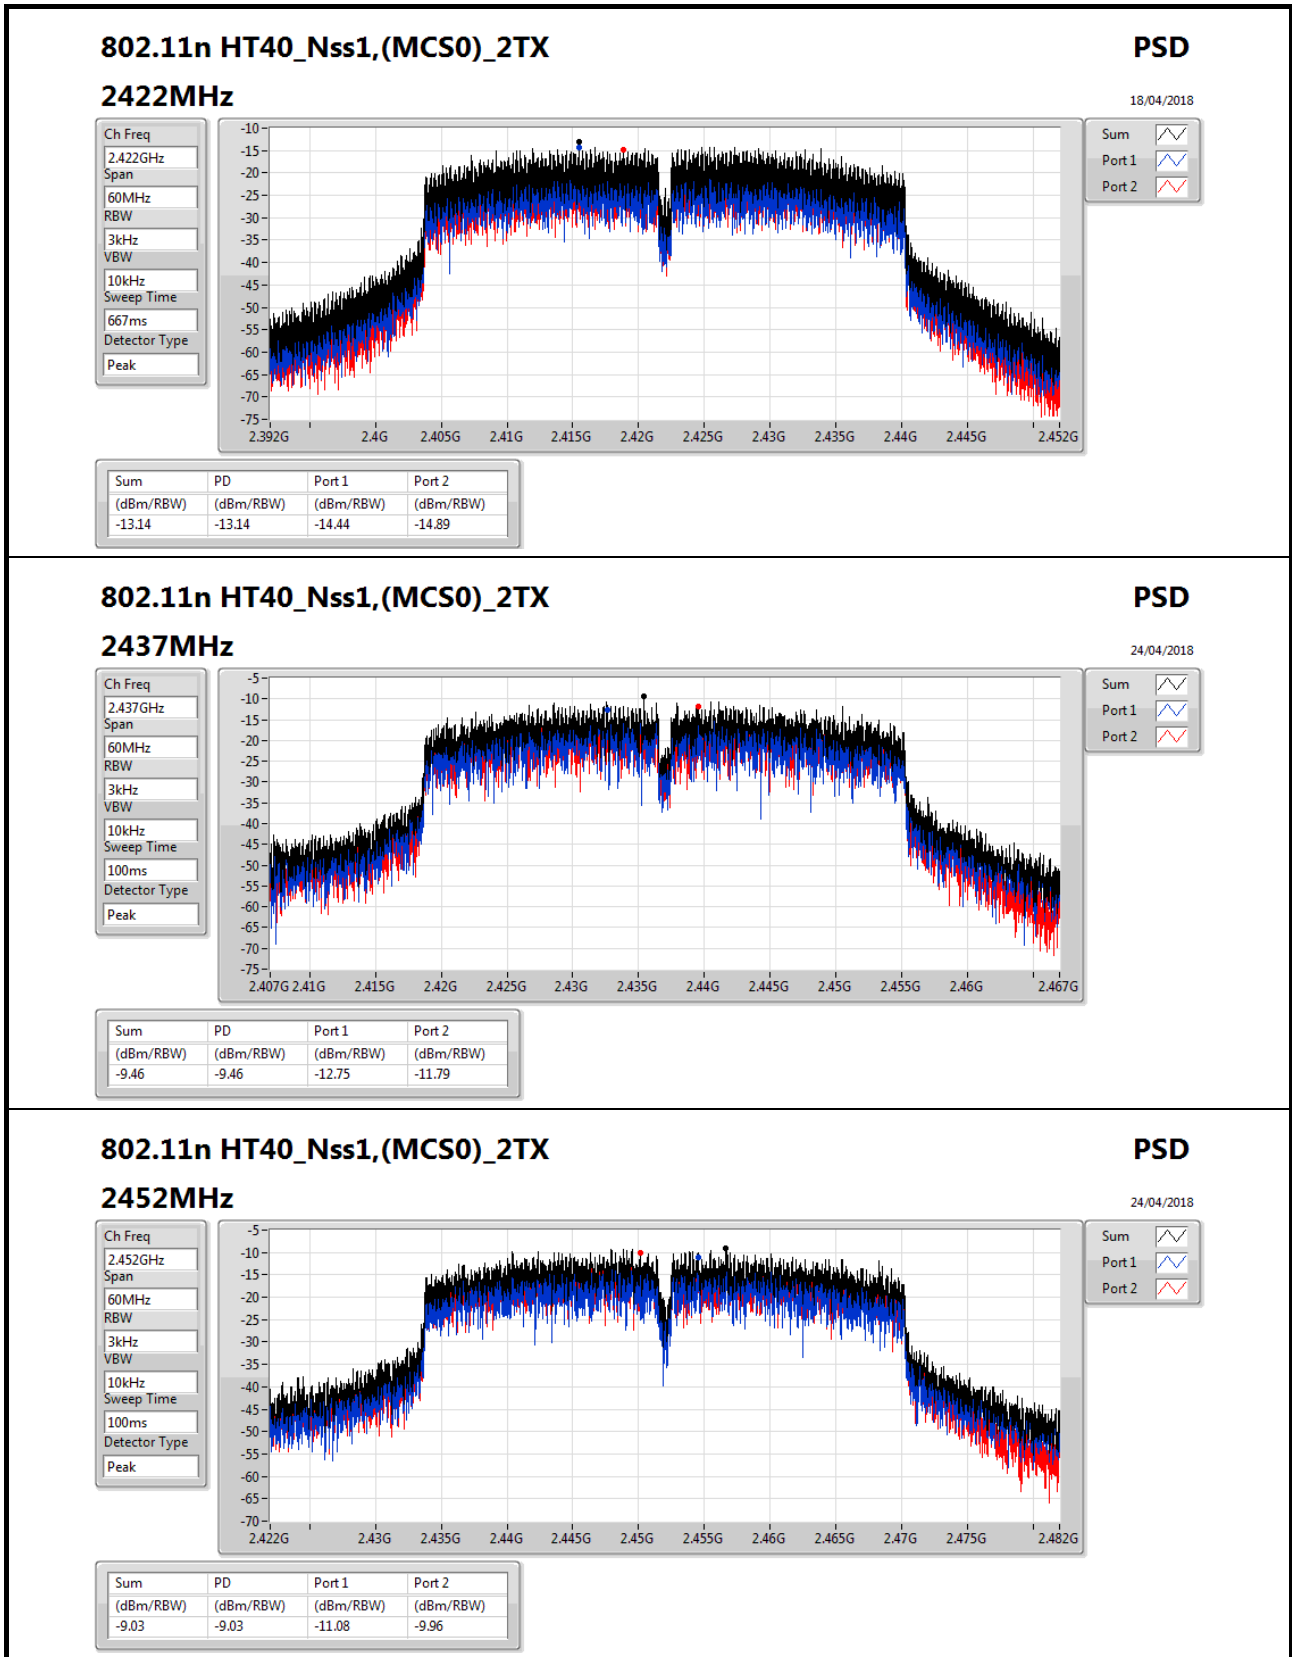 802.11n HT40_Nss1,(MCS0)_2TX PSD
2422MHz 18/04/2018
Ch Freq
2.422GHz
Span
60MHz
RBW
3kHz
VBW
10kHz
Sweep Time
667ms
Detector Type
Peak
-10
-15
-20
-25
-30
-35
-40
-45
-50
-55
-60
-65
-70
-75
2.392G 2.4G 2.405G 2.41G 2.415G 2.42G 2.425G 2.43G 2.435G 2.44G 2.445G 2.452G
Sum
Port 1
Port 2
Sum PD Port 1 Port 2
(dBm/RBW) (dBm/RBW) (dBm/RBW) (dBm/RBW)
-13.14 -13.14 -14.44 -14.89
802.11n HT40_Nss1,(MCS0)_2TX PSD
2437MHz 24/04/2018
Ch Freq
2.437GHz
Span
60MHz
RBW
3kHz
VBW
10kHz
Sweep Time
100ms
Detector Type
Peak
-5
-10
-15
-20
-25
-30
-35
-40
-45
-50
-55
-60
-65
-70
-75
2.407G 2.41G 2.415G 2.42G 2.425G 2.43G 2.435G 2.44G 2.445G 2.45G 2.455G 2.46G 2.467G
Sum
Port 1
Port 2
Sum PD Port 1 Port 2
(dBm/RBW) (dBm/RBW) (dBm/RBW) (dBm/RBW)
-9.46 -9.46 -12.75 -11.79
802.11n HT40_Nss1,(MCS0)_2TX PSD
2452MHz 24/04/2018
Ch Freq
2.452GHz
Span
60MHz
RBW
3kHz
VBW
10kHz
Sweep Time
100ms
Detector Type
Peak
-5
-10
-15
-20
-25
-30
-35
-40
-45
-50
-55
-60
-65
-70
2.422G 2.43G 2.435G 2.44G 2.445G 2.45G 2.455G 2.46G 2.465G 2.47G 2.475G 2.482G
Sum
Port 1
Port 2
Sum PD Port 1 Port 2
(dBm/RBW) (dBm/RBW) (dBm/RBW) (dBm/RBW)
-9.03 -9.03 -11.08 -9.96